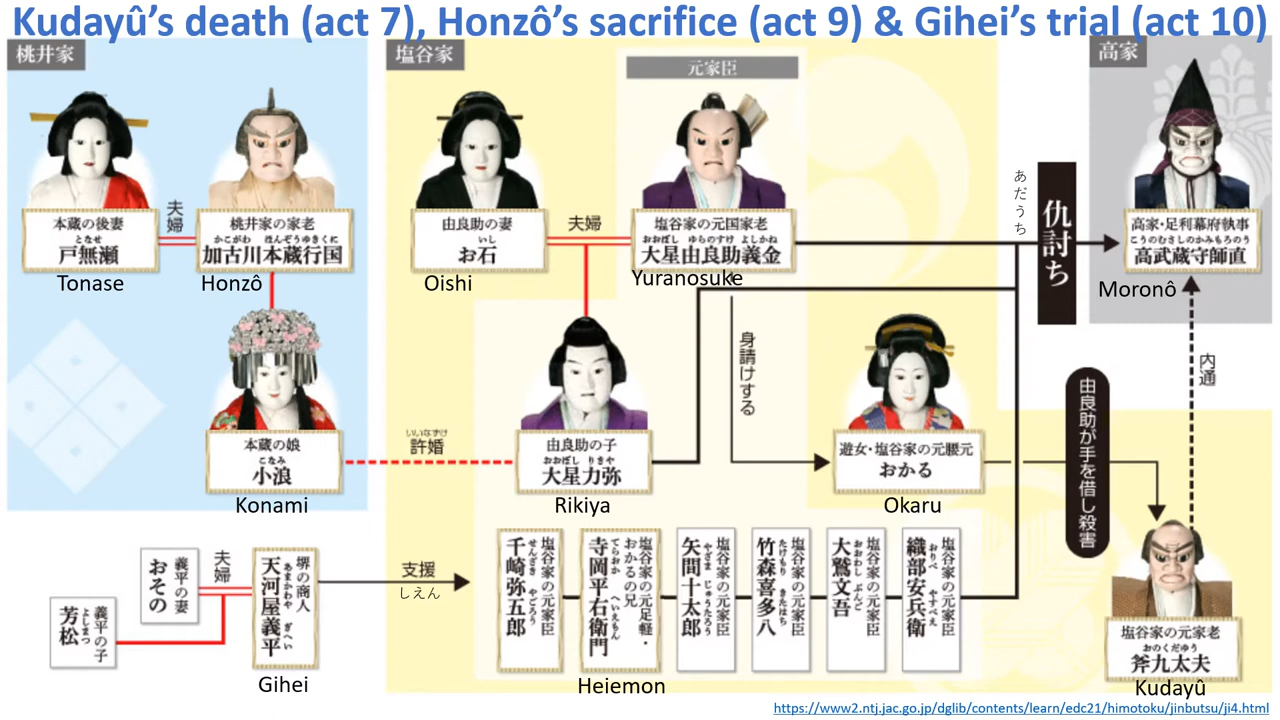 Kudayû’s death (act 7), Honzô’s sacrifice (act 9) & Gihei’s trial (act 10)
桃井家
塩谷家
元家臣
高家
本蔵の後妻
となせ
戸無瀬
Tonase
夫婦
桃井家の家老
かこがわ ほんぞうゆきくに
加古川本蔵行国
Honzô
由良助の妻
いし
お石
Oishi
夫婦
塩谷家の元国家老
おおぼし ゆらのすけ よしかね
大星由良助義金
Yuranosuke
あだうち
仇討ち
高家・足利幕府執事
こうのむさしのかみもろのう
高武蔵守師直
Moronô
本蔵の娘
こなみ
小浪
Konami
いいなずけ
許婚
由良助の子
おおぼし りきや
大星力弥
Rikiya
身請けする
遊女・塩谷家の元腰元
おかる
Okaru
由良助が手を借し殺害
内通
塩谷家の元家老
おのくだゆう
斧九太夫
Kudayû
義平の子
よしまつ
芳松
義平の妻
おその
夫婦
堺の商人
あまかわや ぎへい
天河屋義平
Gihei
支援
しえん
塩谷家の元家臣
せんざき やごろう
千崎弥五郎
塩谷家の元足軽・
おかるの兄
てらおか へいえもん
寺岡平右衛門
Heiemon
塩谷家の元家臣
やざま じゅうたろう
矢間十太郎
塩谷家の元家臣
たけもり きたはち
竹森喜多八
塩谷家の元家臣
おおわし ぶんご
大鷲文吾
塩谷家の元家臣
おりべ やすべえ
織部安兵衛
https://www2.ntj.jac.go.jp/dglib/contents/learn/edc21/himotoku/jinbutsu/ji4.html